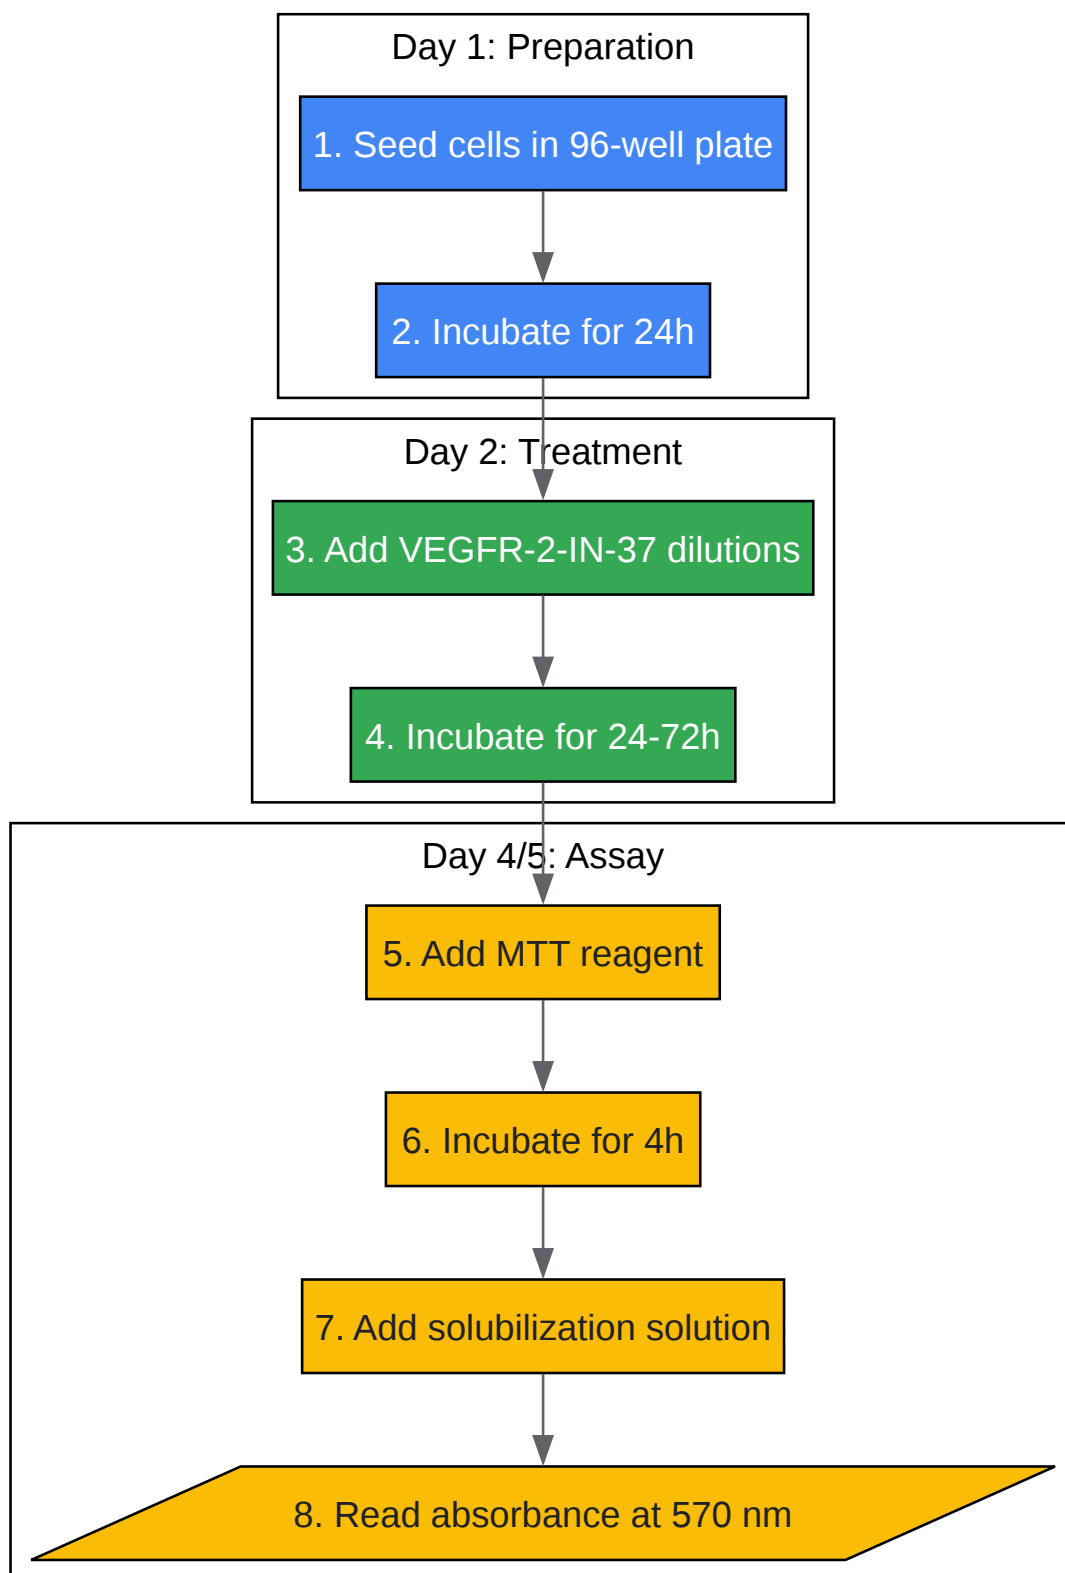 Day 1: Preparation
1. Seed cells in 96-well plate
2. Incubate for 24h
Day 2: Treatment
3. Add VEGFR-2-IN-37 dilutions
4. Incubate for 24-72h
Day 4/5: Assay
5. Add MTT reagent
6. Incubate for 4h
7. Add solubilization solution
8. Read absorbance at 570 nm